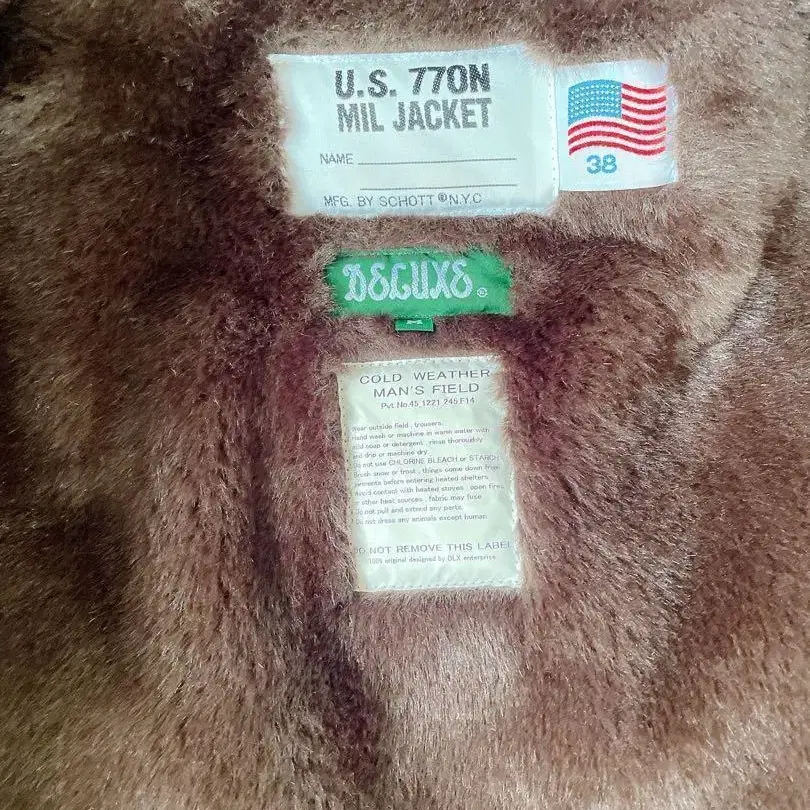 U.S. 770N
MIL JACKET
NAME
MFG. BY SCHOTT®N.Y.C
38
DELUXE®
M
COLD WEATHER
MAN'S FIELD
Pvt.No.45_1221_245.F14
Wear outside field , trousers.
Hand wash or machine in warm water with
mild soap or detergent , rinse thoroughly
and drip or machine dry
Do not use CHLORINE BLEACH or STARCH
Brush snow or frost , things come down from
garments before entering heated shelters
Avoid contact with heated stoves , open fires
or other heat sources , fabric may fuse
Do not pull and extend any parts.
Do not dress any animals except human
DO NOT REMOVE THIS LABEL
100% original designed by DLX enterprise